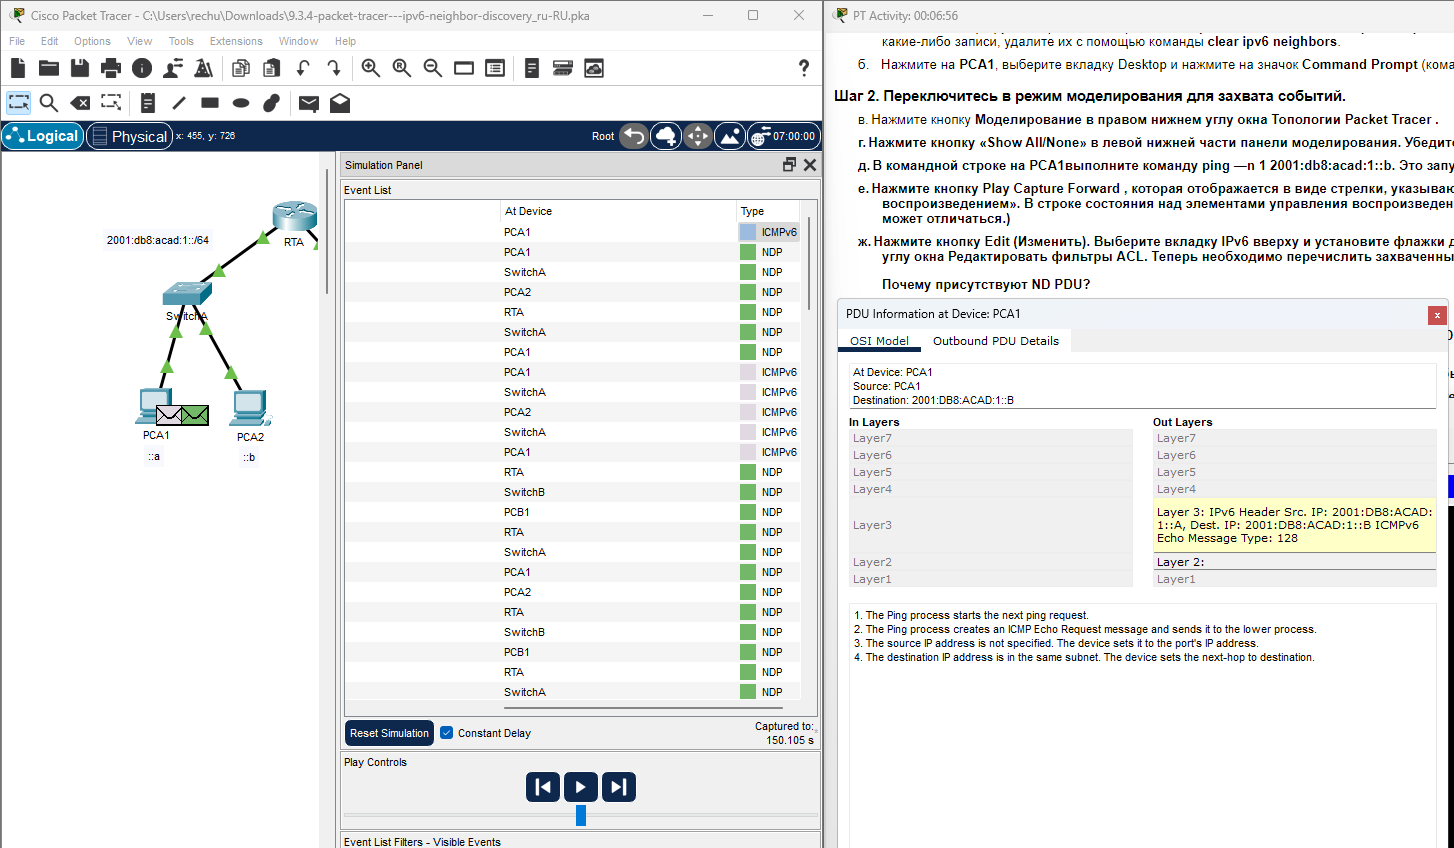 Cisco Packet Tracer - C:\Users\rechu\Downloads\9.3.4-packet-tracer---ipv6-neighbor-discovery_ru-RU.pka
File Edit Options View Tools Extensions Window Help
Logical Physical x: 455, y: 726 Root 07:00:00
2001:db8:acad:1::/64
RTA
SwitchA
PCA1
::a
PCA2
::b
Simulation Panel
Event List
At Device Type
PCA1 ICMPv6
PCA1 NDP
SwitchA NDP
PCA2 NDP
RTA NDP
SwitchA NDP
PCA1 NDP
PCA1 ICMPv6
SwitchA ICMPv6
PCA2 ICMPv6
SwitchA ICMPv6
PCA1 ICMPv6
RTA NDP
SwitchB NDP
PCB1 NDP
RTA NDP
SwitchA NDP
PCA1 NDP
PCA2 NDP
RTA NDP
SwitchB NDP
PCB1 NDP
RTA NDP
SwitchA NDP
Reset Simulation Constant Delay Captured to:
150.105 s
Play Controls
Event List Filters - Visible Events
PT Activity: 00:06:56
какие-либо записи, удалите их с помощью команды clear ipv6 neighbors.
б. Нажмите на PCA1, выберите вкладку Desktop и нажмите на значок Command Prompt (кома
Шаг 2. Переключитесь в режим моделирования для захвата событий.
в. Нажмите кнопку Моделирование в правом нижнем углу окна Топологии Packet Tracer .
г. Нажмите кнопку «Show All/None» в левой нижней части панели моделирования. Убедите
д. В командной строке на PCA1выполните команду ping —n 1 2001:db8:acad:1::b. Это запу
е. Нажмите кнопку Play Capture Forward , которая отображается в виде стрелки, указываю
воспроизведением». В строке состояния над элементами управления воспроизведен
может отличаться.)
ж. Нажмите кнопку Edit (Изменить). Выберите вкладку IPv6 вверху и установите флажки д
углу окна Редактировать фильтры ACL. Теперь необходимо перечислить захваченны
Почему присутствуют ND PDU?
PDU Information at Device: PCA1
OSI Model Outbound PDU Details
At Device: PCA1
Source: PCA1
Destination: 2001:DB8:ACAD:1::B
In Layers Out Layers
Layer7 Layer7
Layer6 Layer6
Layer5 Layer5
Layer4 Layer4
Layer3 Layer 3: IPv6 Header Src. IP: 2001:DB8:ACAD:
1::A, Dest. IP: 2001:DB8:ACAD:1::B ICMPv6
Echo Message Type: 128
Layer2 Layer 2:
Layer1 Layer1
1. The Ping process starts the next ping request.
2. The Ping process creates an ICMP Echo Request message and sends it to the lower process.
3. The source IP address is not specified. The device sets it to the port's IP address.
4. The destination IP address is in the same subnet. The device sets the next-hop to destination.